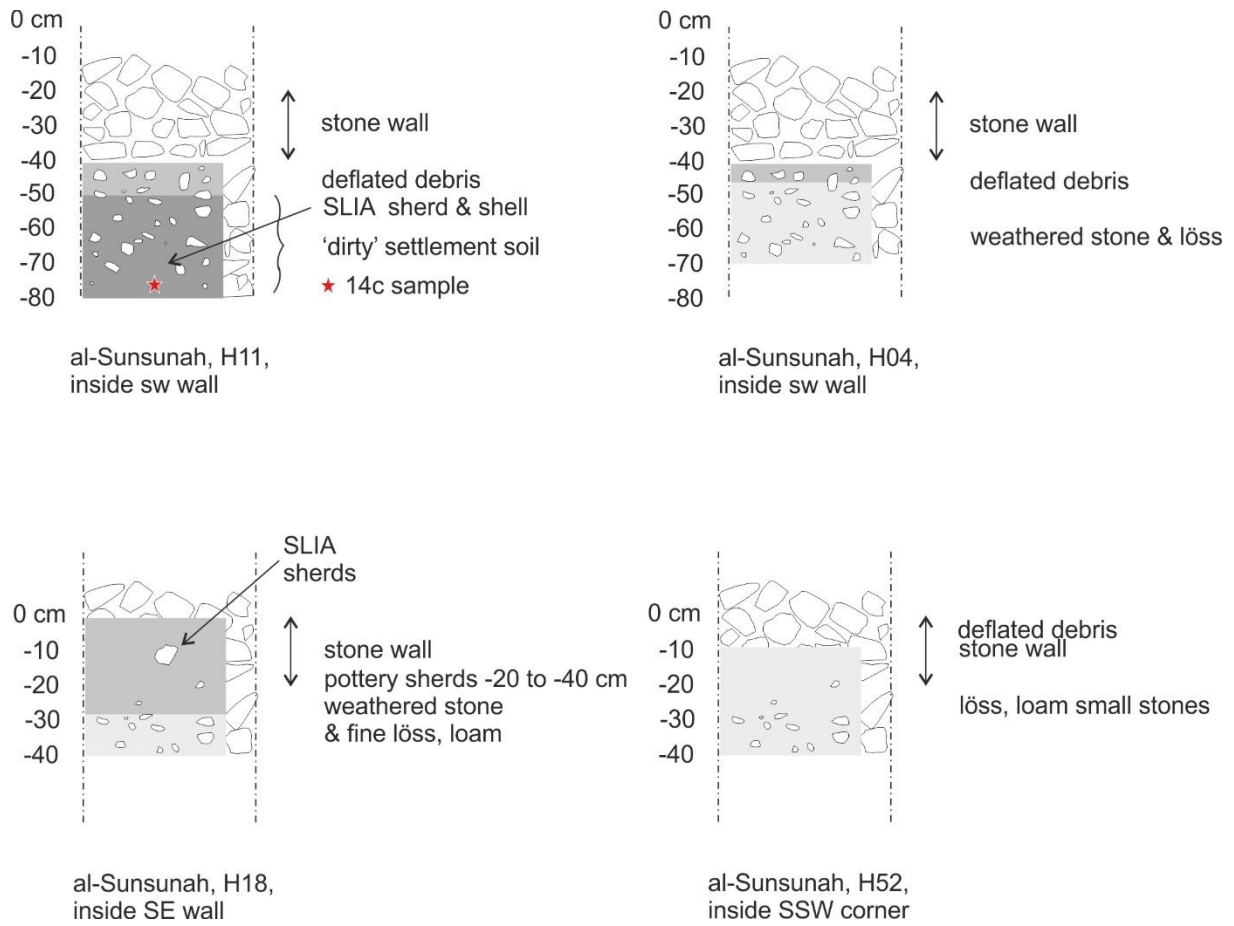 0 cm
-10
-20
-30
-40
-50
-60
-70
-80
stone wall
deflated debris
SLIA sherd & shell
'dirty' settlement soil
14c sample
al-Sunsunah, H11,
inside sw wall
0 cm
-10
-20
-30
-40
-50
-60
-70
-80
stone wall
deflated debris
weathered stone & löss
al-Sunsunah, H04,
inside sw wall
SLIA
sherds
0 cm
-10
-20
-30
-40
stone wall
pottery sherds -20 to -40 cm
weathered stone
& fine löss, loam
al-Sunsunah, H18,
inside SE wall
0 cm
-10
-20
-30
-40
deflated debris
stone wall
löss, loam small stones
al-Sunsunah, H52,
inside SSW corner